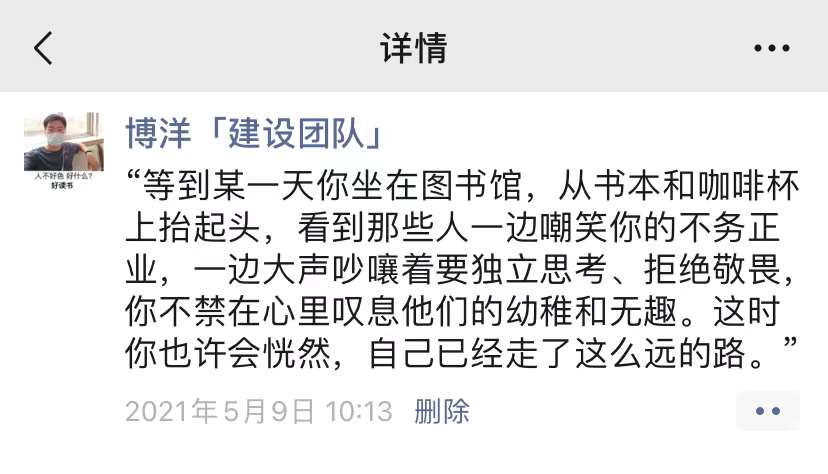 详情
博洋「建设团队」
人不好色 好什么?
好读书
“等到某一天你坐在图书馆，从书本和咖啡杯
上抬起头，看到那些人一边嘲笑你的不务正
业，一边大声吵嚷着要独立思考、拒绝敬畏，
你不禁在心里叹息他们的幼稚和无趣。这时
你也许会恍然，自己已经走了这么远的路。”
2021年5月9日 10:13 删除